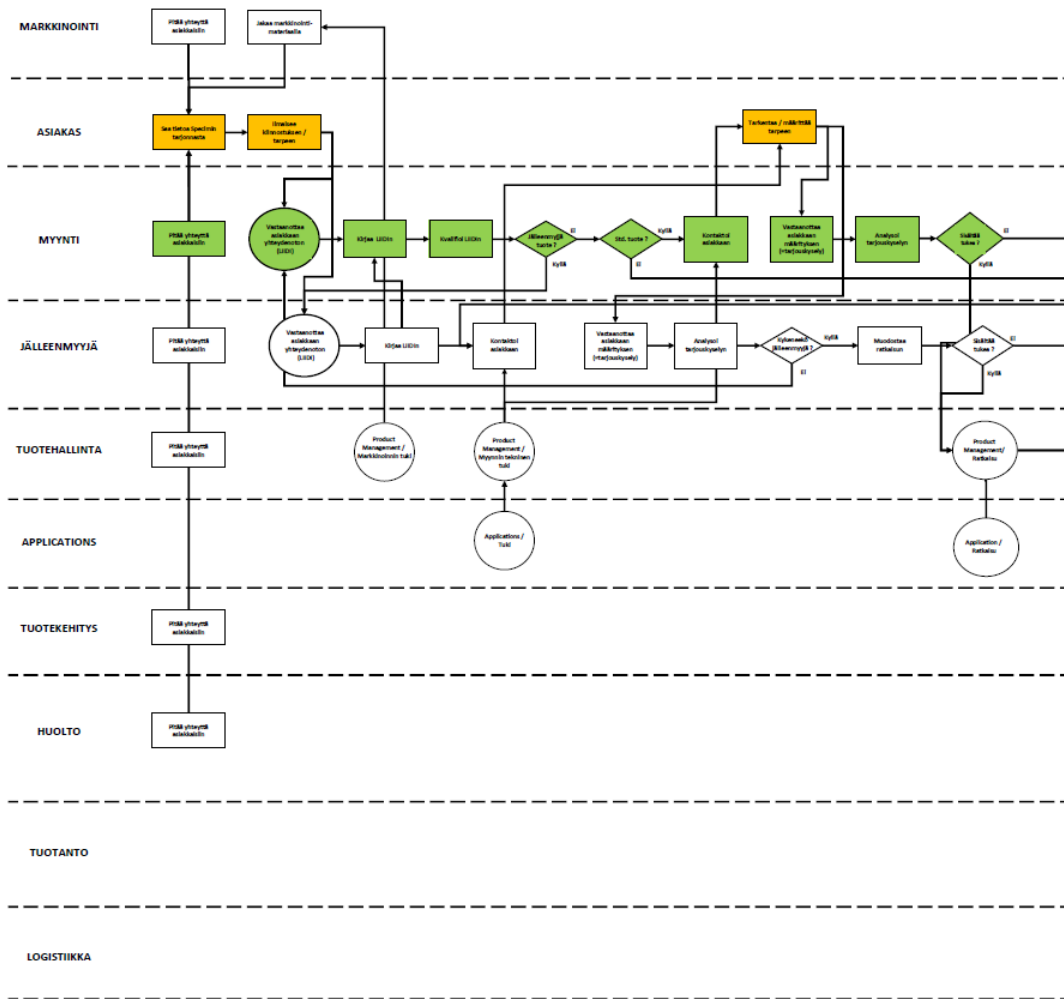 MARKKINOINTI
Pitää yhteyttä
asiakkaisiin
Jakaa markkinointi-
materiaalia
ASIAKAS
Saa tietoa Specimin
tarjonnasta
Ilmaisee
kiinnostuksen /
tarpeen
Tarkentaa / määrittää
tarpeen
MYYNTI
Pitää yhteyttä
asiakkaisiin
Vastaanottaa
asiakkaan
yhteydenoton
(LIIDI)
Kirjaa LIIDIn
Kvalifioi LIIDIn
Jälleenmyyjä
tuote ?
Ei
Kyllä
Std. tuote ?
Kyllä
Ei
Kontaktoi
asiakkaan
Vastaanottaa
asiakkaan
määrityksen
(=tarjouskysely)
Analysoi
tarjouskyselyn
Sisältää
tukea ?
Ei
Kyllä
JÄLLEENMYYJÄ
Pitää yhteyttä
asiakkaisiin
Vastaanottaa
asiakkaan
yhteydenoton
(LIIDI)
Kirjaa LIIDIn
Kontaktoi
asiakkaan
Vastaanottaa
asiakkaan
määrityksen
(=tarjouskysely)
Analysoi
tarjouskyselyn
Kykeneekö
jälleenmyyjä ?
Kyllä
Ei
Muodostaa
ratkaisun
Sisältää
tukea ?
Ei
Kyllä
TUOTEHALLINTA
Pitää yhteyttä
asiakkaisiin
Product
Management /
Markkinoinnin tuki
Product
Management /
Myynnin teknisen
tuki
Product
Management/
Ratkaisu
APPLICATIONS
Applications /
Tuki
Application /
Ratkaisu
TUOTEKEHITYS
Pitää yhteyttä
asiakkaisiin
HUOLTO
Pitää yhteyttä
asiakkaisiin
TUOTANTO
LOGISTIIKKA